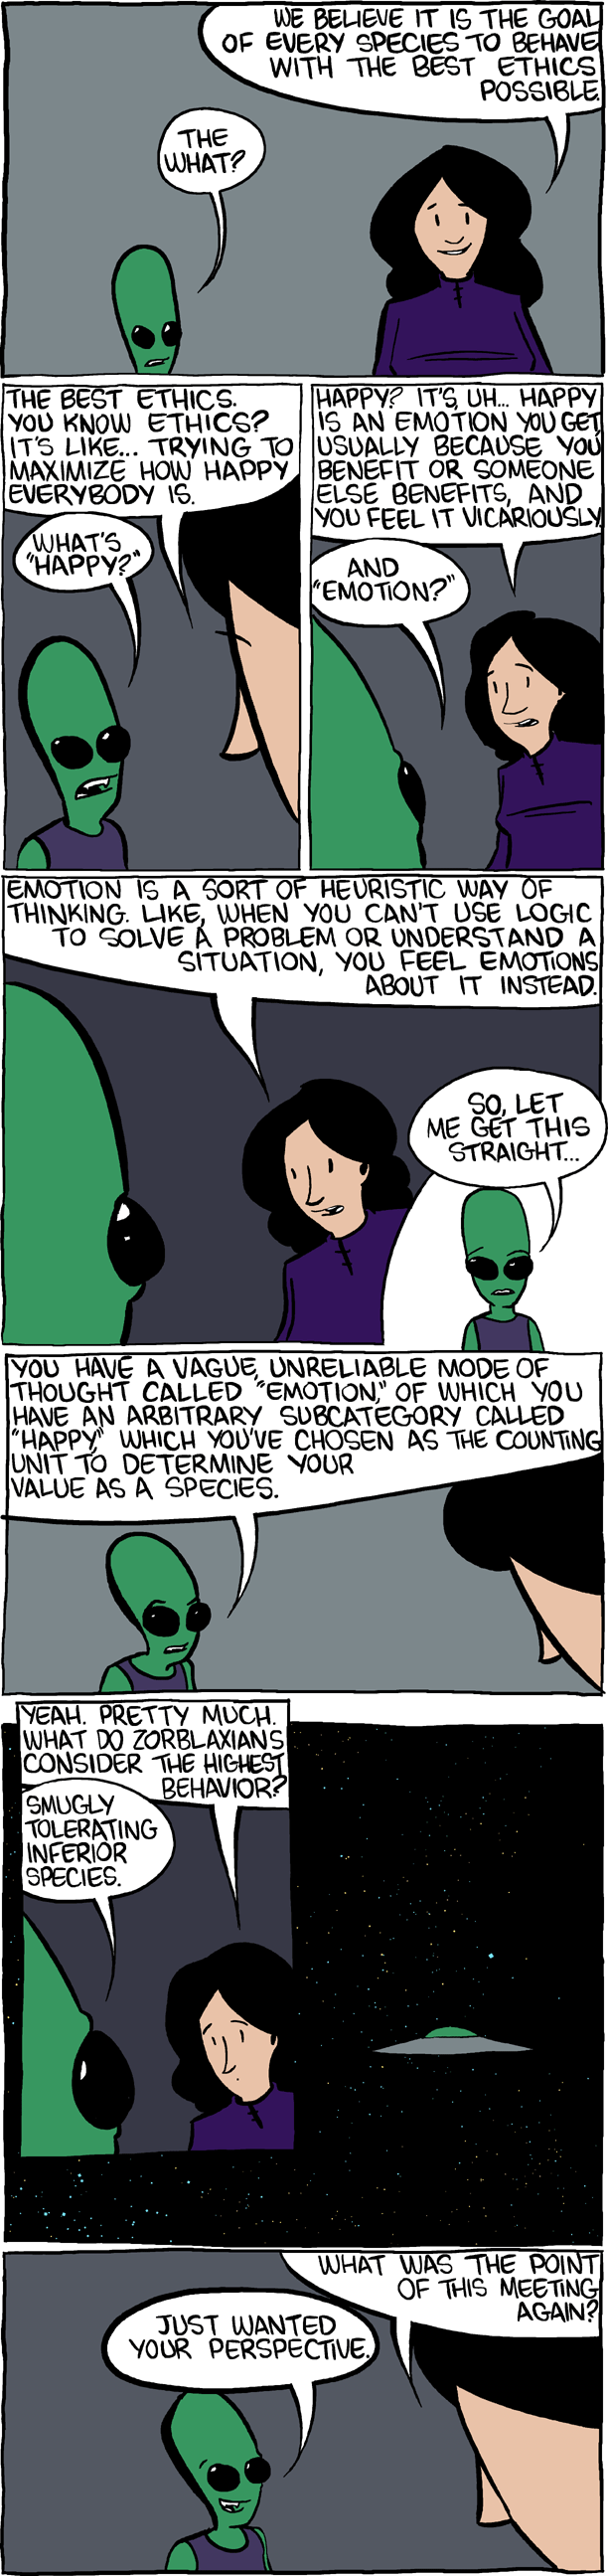 WE BELIEVE IT IS THE GOAL
OF EVERY SPECIES TO BEHAVE
WITH THE BEST ETHICS
POSSIBLE.
THE
WHAT?
THE BEST ETHICS.
YOU KNOW ETHICS?
IT'S LIKE... TRYING TO
MAXIMIZE HOW HAPPY
EVERYBODY IS.
WHAT'S
"HAPPY?"
HAPPY? IT'S, UH... HAPPY
IS AN EMOTION YOU GET,
USUALLY BECAUSE YOU
BENEFIT OR SOMEONE
ELSE BENEFITS, AND
YOU FEEL IT VICARIOUSLY.
AND
"EMOTION?"
EMOTION IS A SORT OF HEURISTIC WAY OF
THINKING. LIKE, WHEN YOU CAN'T USE LOGIC
TO SOLVE A PROBLEM OR UNDERSTAND A
SITUATION, YOU FEEL EMOTIONS
ABOUT IT INSTEAD.
SO, LET
ME GET THIS
STRAIGHT...
YOU HAVE A VAGUE, UNRELIABLE MODE OF
THOUGHT CALLED "EMOTION," OF WHICH YOU
HAVE AN ARBITRARY SUBCATEGORY CALLED
"HAPPY," WHICH YOU'VE CHOSEN AS THE COUNTING
UNIT TO DETERMINE YOUR
VALUE AS A SPECIES.
YEAH. PRETTY MUCH.
WHAT DO ZORBLAXIANS
CONSIDER THE HIGHEST
BEHAVIOR?
SMUGLY
TOLERATING
INFERIOR
SPECIES.
WHAT WAS THE POINT
OF THIS MEETING
AGAIN?
JUST WANTED
YOUR PERSPECTIVE.